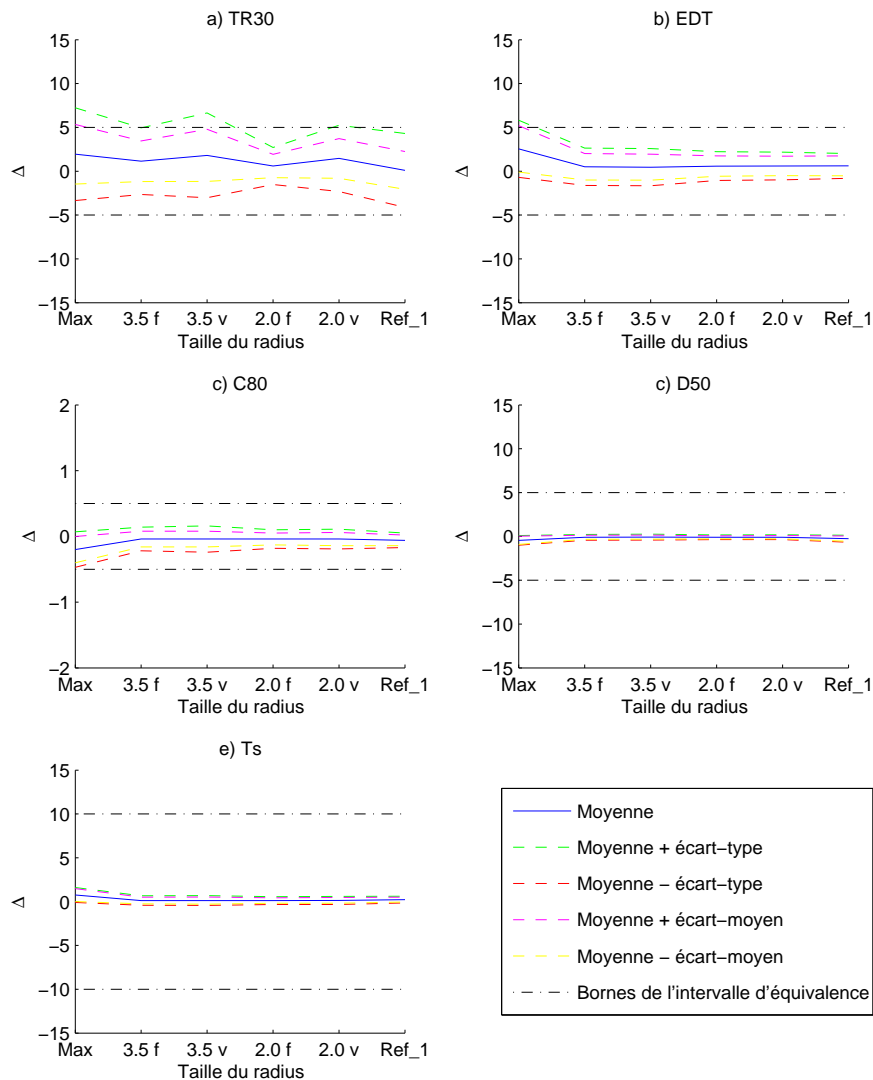 a) TR30
15
10
5
0
−5
−10
−15
Δ
Max 3.5 f 3.5 v 2.0 f 2.0 v Ref_1
Taille du radius
b) EDT
15
10
5
0
−5
−10
−15
Δ
Max 3.5 f 3.5 v 2.0 f 2.0 v Ref_1
Taille du radius
c) C80
2
1
0
−1
−2
Δ
Max 3.5 f 3.5 v 2.0 f 2.0 v Ref_1
Taille du radius
c) D50
15
10
5
0
−5
−10
−15
Δ
Max 3.5 f 3.5 v 2.0 f 2.0 v Ref_1
Taille du radius
e) Ts
15
10
5
0
−5
−10
−15
Δ
Max 3.5 f 3.5 v 2.0 f 2.0 v Ref_1
Taille du radius
Moyenne
Moyenne + écart−type
Moyenne − écart−type
Moyenne + écart−moyen
Moyenne − écart−moyen
Bornes de l'intervalle d'équivalence